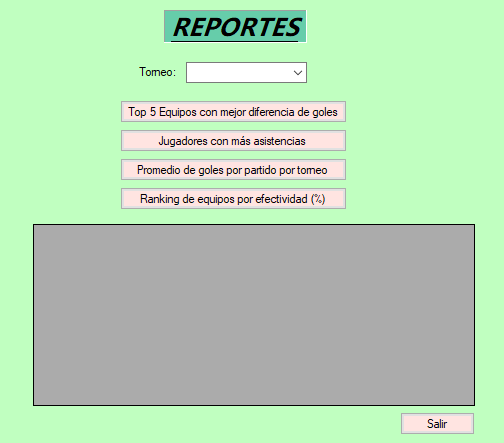 REPORTES
Torneo:
Top 5 Equipos con mejor diferencia de goles
Jugadores con más asistencias
Promedio de goles por partido por torneo
Ranking de equipos por efectividad (%)
Salir